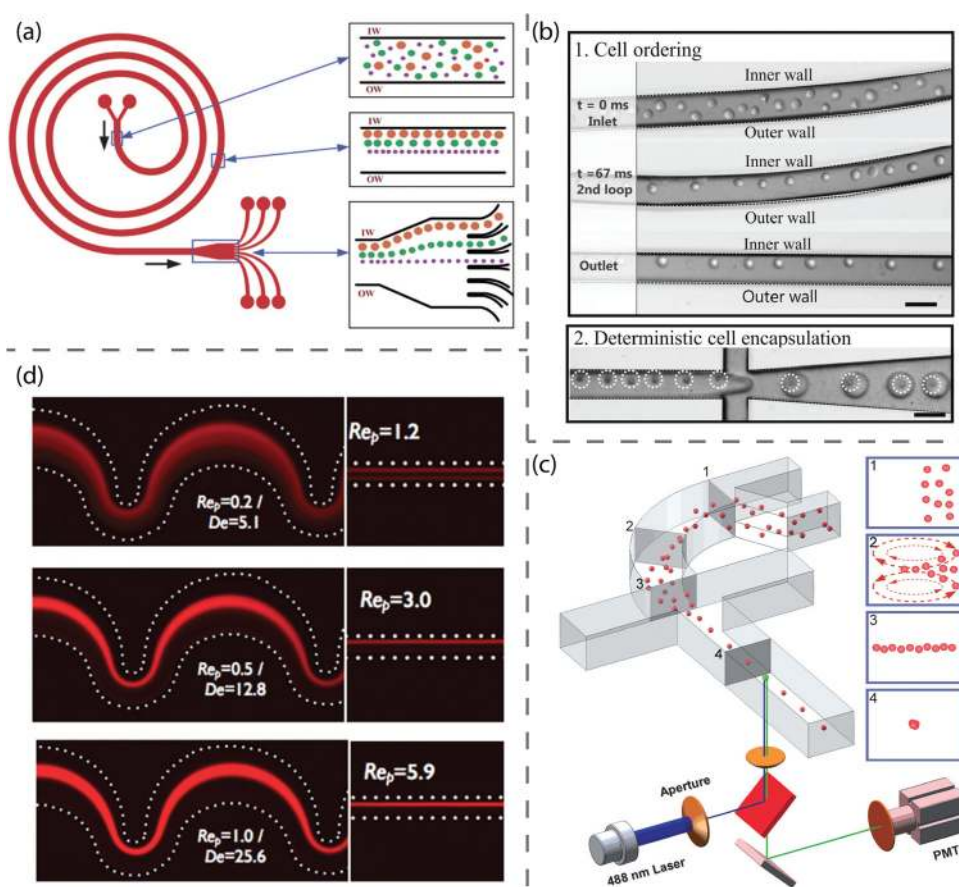 (a)
IW
OW
IW
OW
IW
OW
(b)
1. Cell ordering
Inner wall
t = 0 ms
Inlet
Outer wall
Inner wall
t =67 ms
2nd loop
Outer wall
Inner wall
Outlet
Outer wall
2. Deterministic cell encapsulation
(d)
Rep=1.2
Rep=0.2 /
De=5.1
Rep=3.0
Rep=0.5 /
De=12.8
Rep=5.9
Rep=1.0 /
De=25.6
(c)
1
2
3
4
1
2
3
4
Aperture
488 nm Laser
PMT